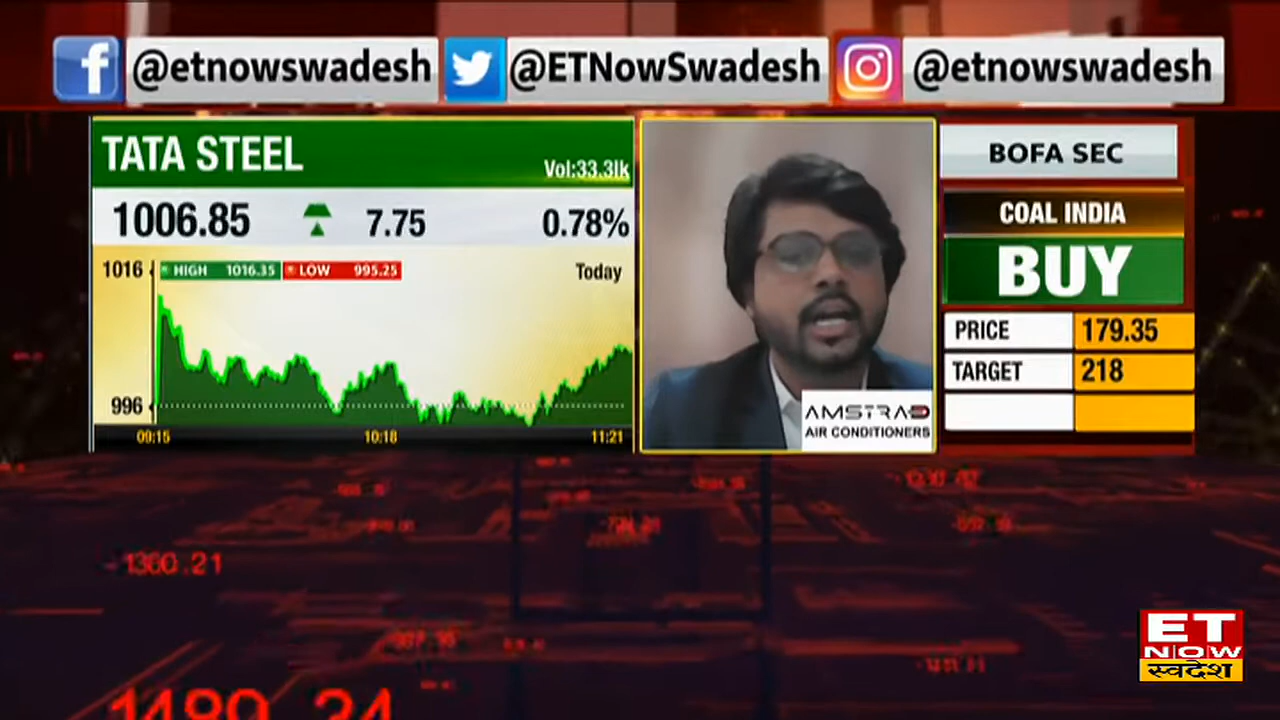 @etnowswadesh
@ETNowSwadesh
@etnowswadesh
TATA STEEL
Vol:33.3lk
1006.85
7.75
0.78%
1016
HIGH 1016.35
LOW 995.25
Today
996
09:15
10:18
11:21
AMSTRAD
AIR CONDITIONERS
BOFA SEC
COAL INDIA
BUY
PRICE 179.35
TARGET 218
-1360.21
1489.24
ET
NOW
स्वदेश